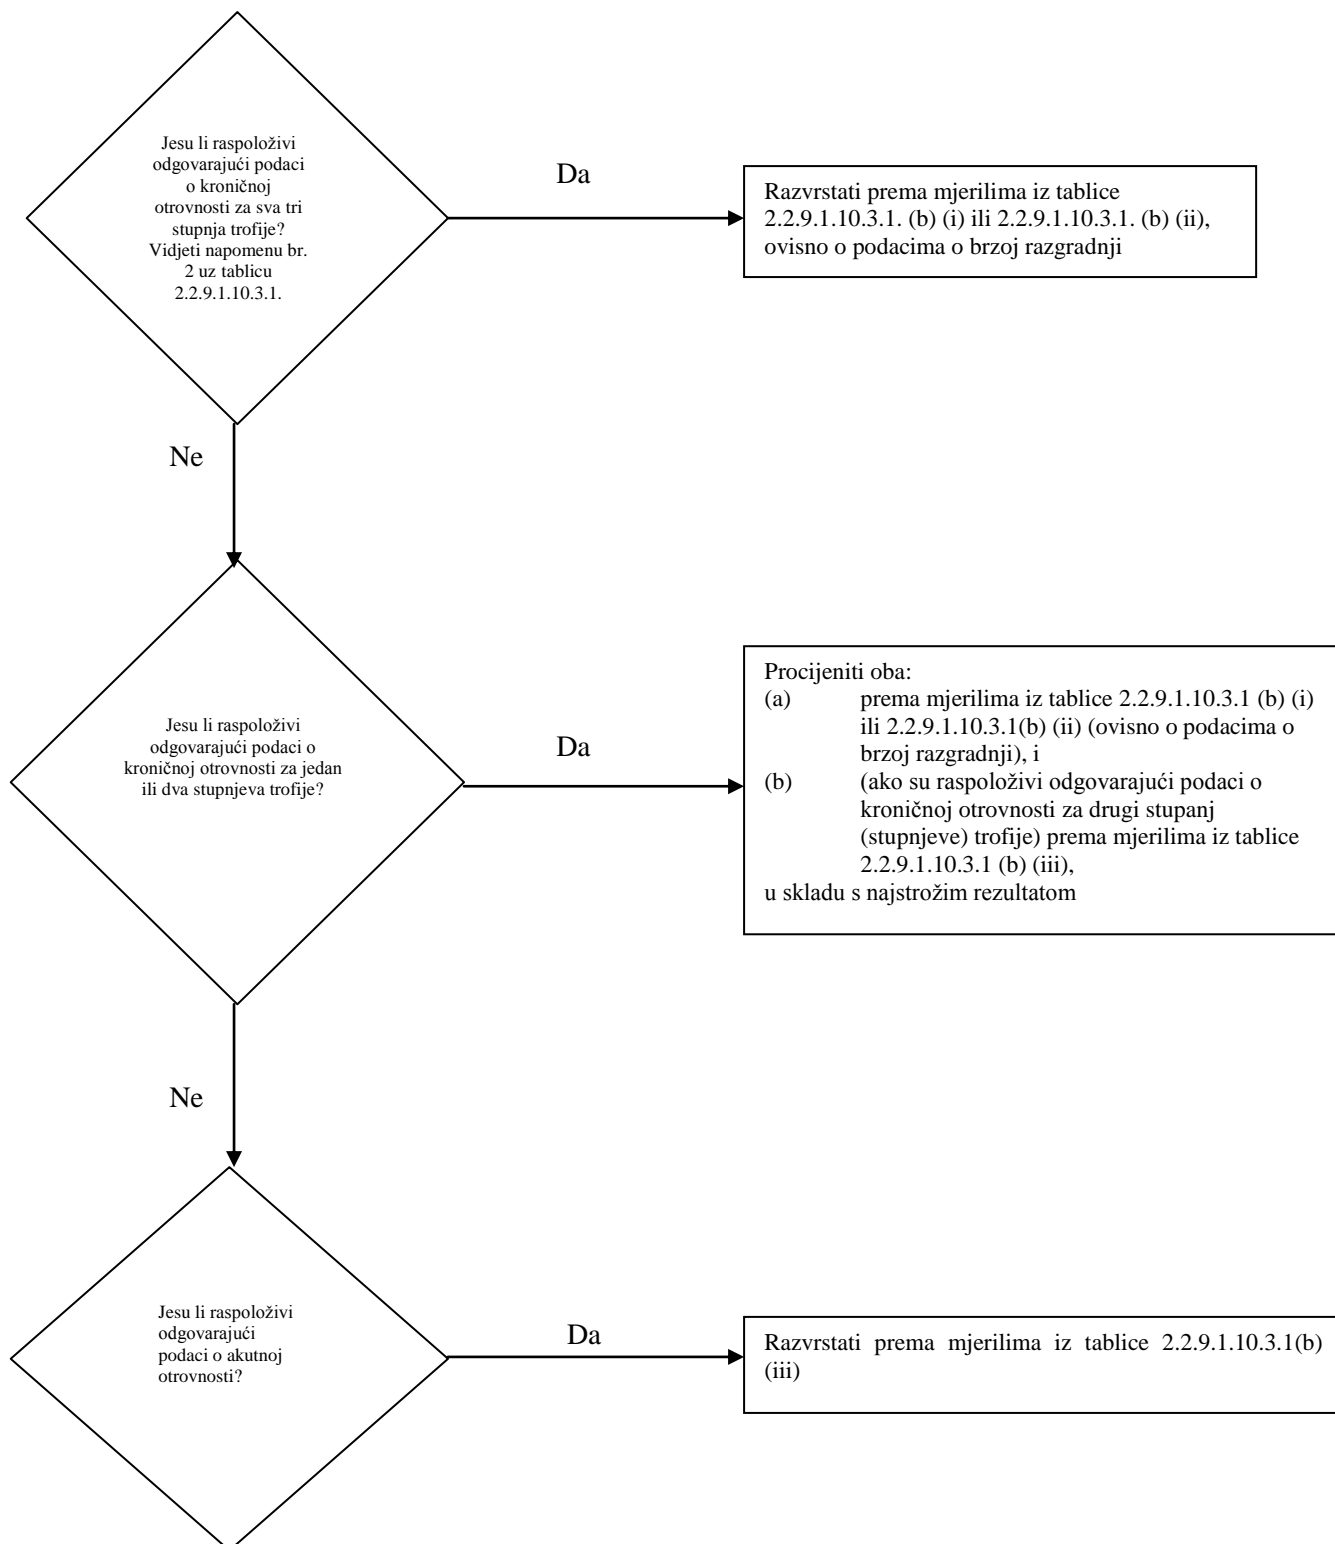 Jesu li raspoloživi
odgovarajući podaci
o kroničnoj
otrovnosti za sva tri
stupnja trofije?
Vidjeti napomenu br.
2 uz tablicu
2.2.9.1.10.3.1.
Da
Razvrstati prema mjerilima iz tablice
2.2.9.1.10.3.1. (b) (i) ili 2.2.9.1.10.3.1. (b) (ii),
ovisno o podacima o brzoj razgradnji
Ne
Jesu li raspoloživi
odgovarajući podaci o
kroničnoj otrovnosti za jedan
ili dva stupnjeva trofije?
Da
Procijeniti oba:
(a) prema mjerilima iz tablice 2.2.9.1.10.3.1 (b) (i)
ili 2.2.9.1.10.3.1(b) (ii) (ovisno o podacima o
brzoj razgradnji), i
(b) (ako su raspoloživi odgovarajući podaci o
kroničnoj otrovnosti za drugi stupanj
(stupnjeve) trofije) prema mjerilima iz tablice
2.2.9.1.10.3.1 (b) (iii),
u skladu s najstrožim rezultatom
Ne
Jesu li raspoloživi
odgovarajući
podaci o akutnoj
otrovnosti?
Da
Razvrstati prema mjerilima iz tablice 2.2.9.1.10.3.1(b)
(iii)